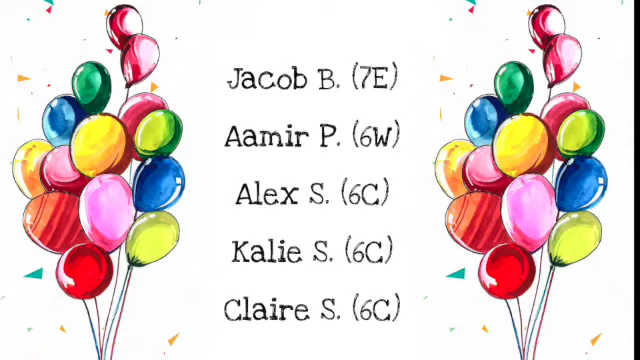 Jacob B. (7E)
Aamir P. (6W)
Alex S. (6C)
Kalie S. (6C)
Claire S. (6C)